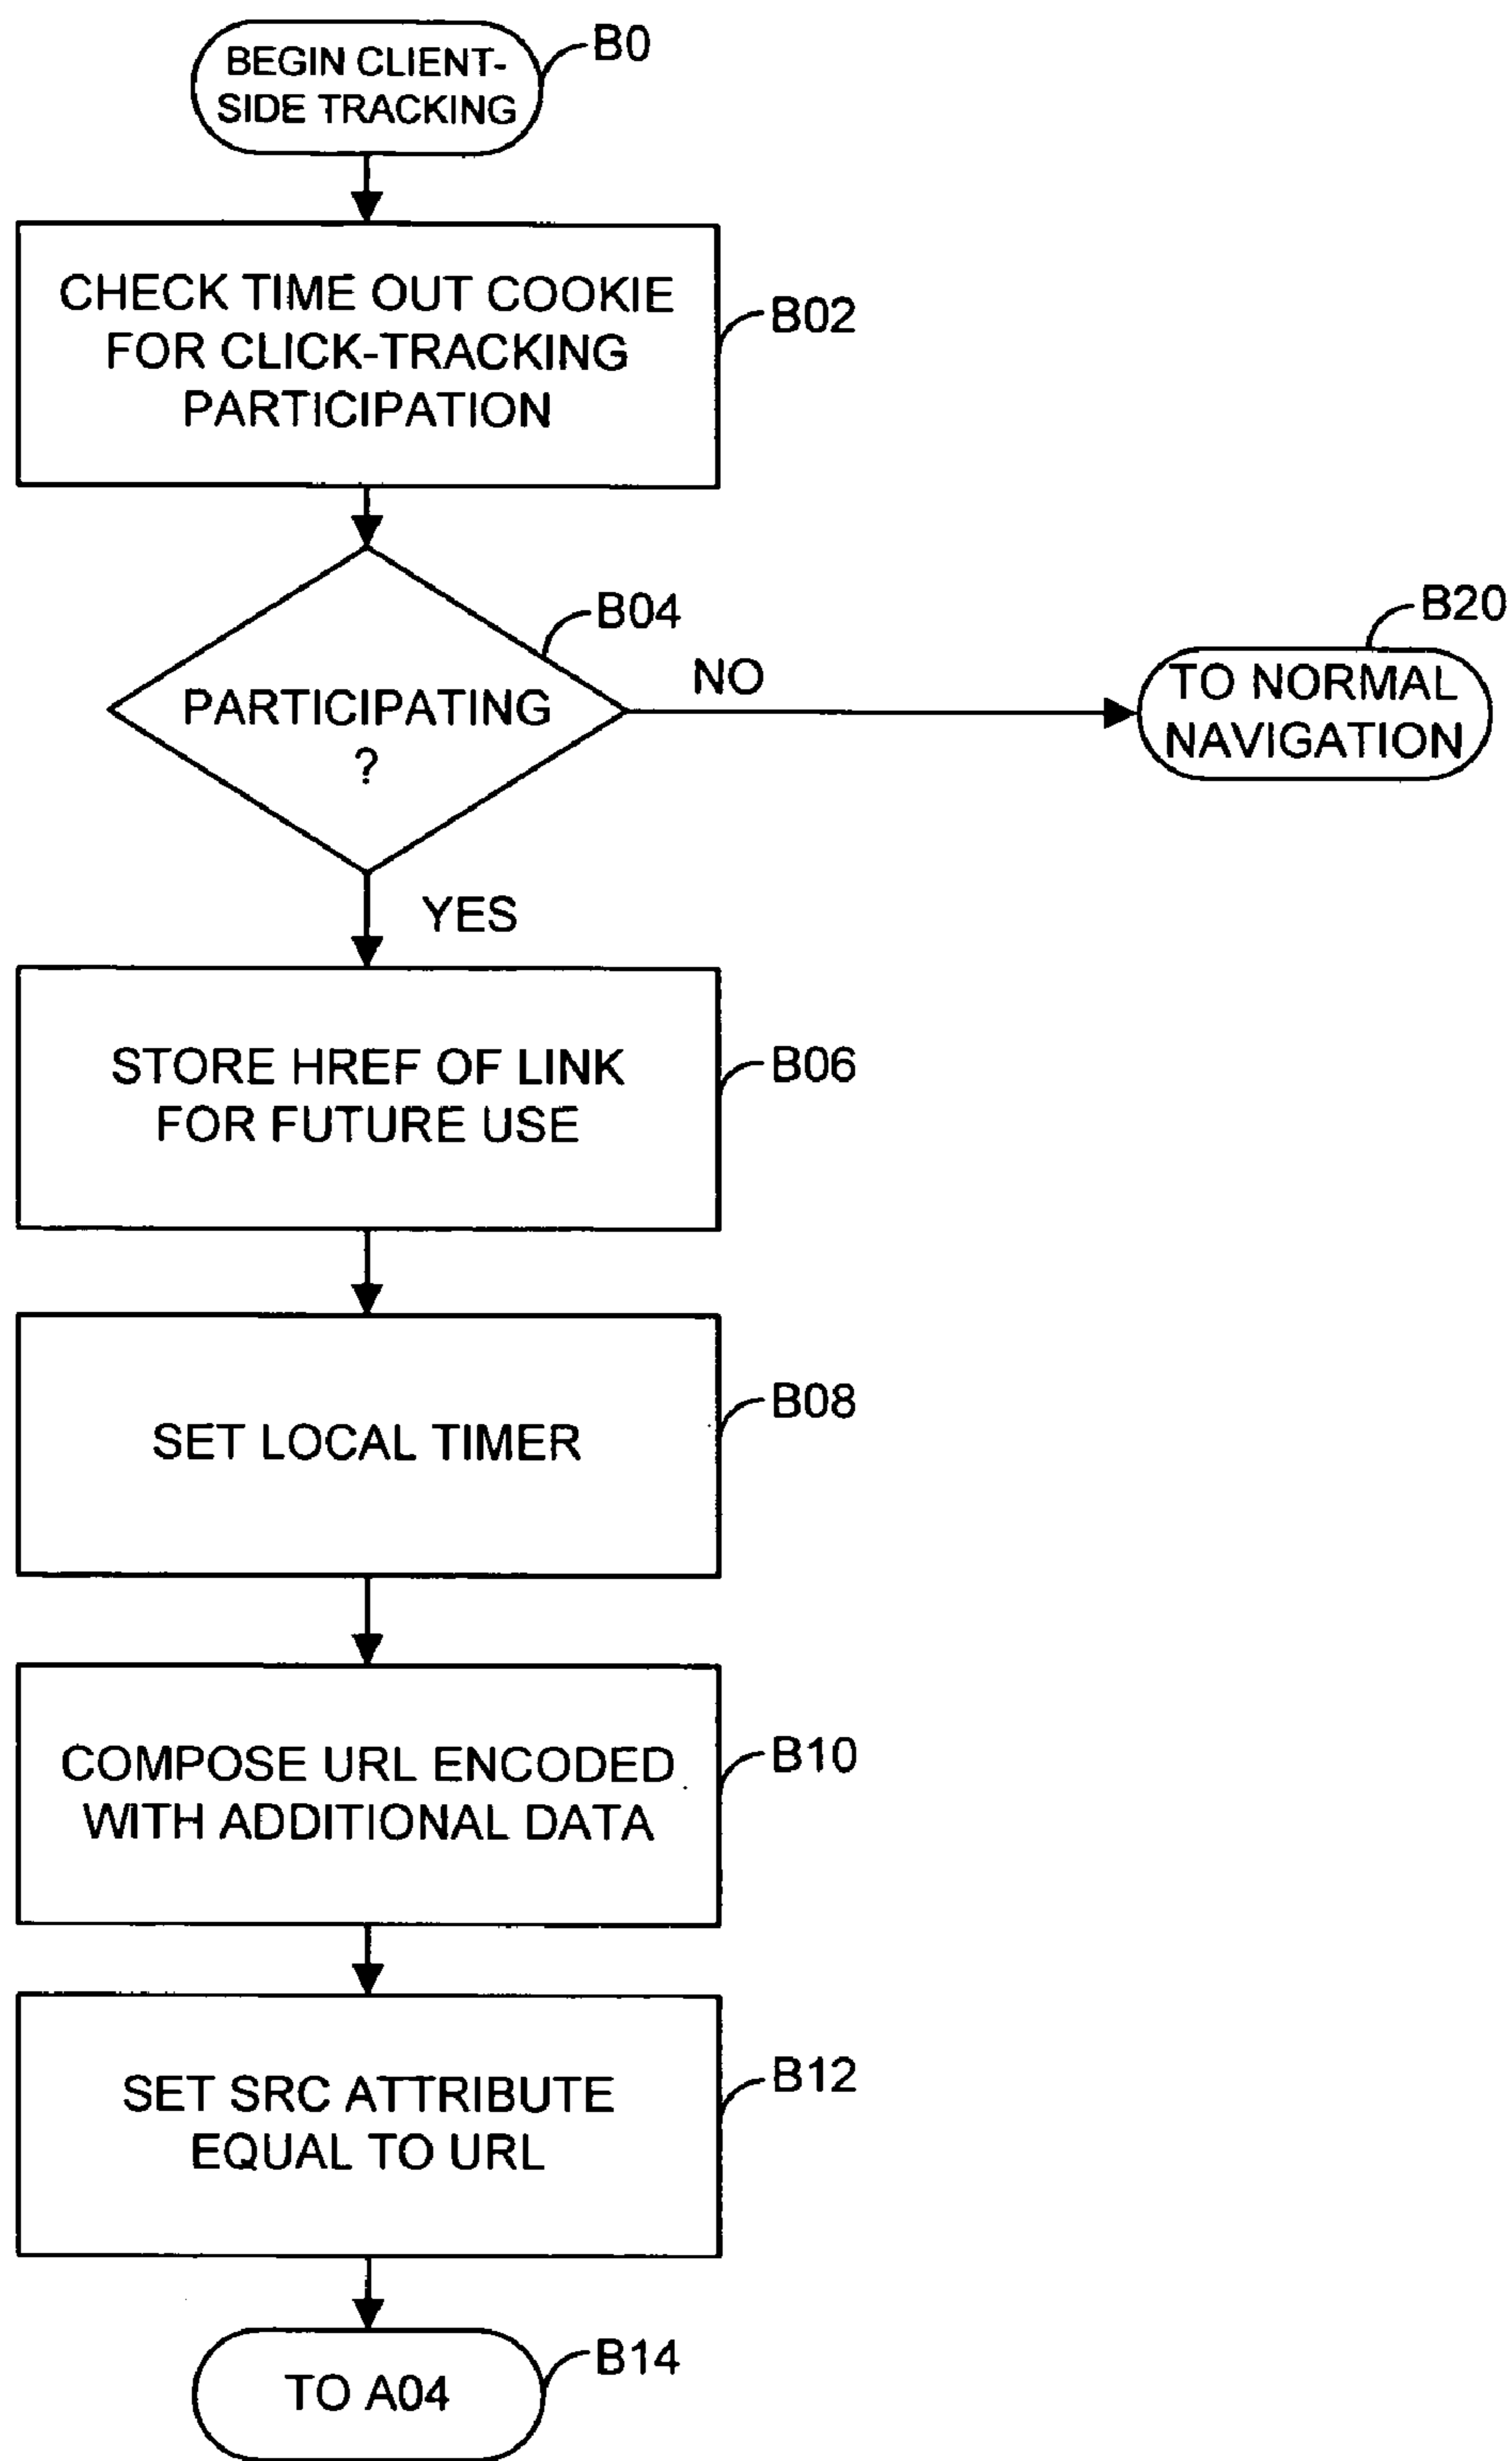 BEGIN CLIENT-
SIDE TRACKING
B0
CHECK TIME OUT COOKIE
FOR CLICK-TRACKING
PARTICIPATION
B02
PARTICIPATING
?
B04
NO
B20
TO NORMAL
NAVIGATION
YES
STORE HREF OF LINK
FOR FUTURE USE
B06
SET LOCAL TIMER
B08
COMPOSE URL ENCODED
WITH ADDITIONAL DATA
B10
SET SRC ATTRIBUTE
EQUAL TO URL
B12
TO A04
B14